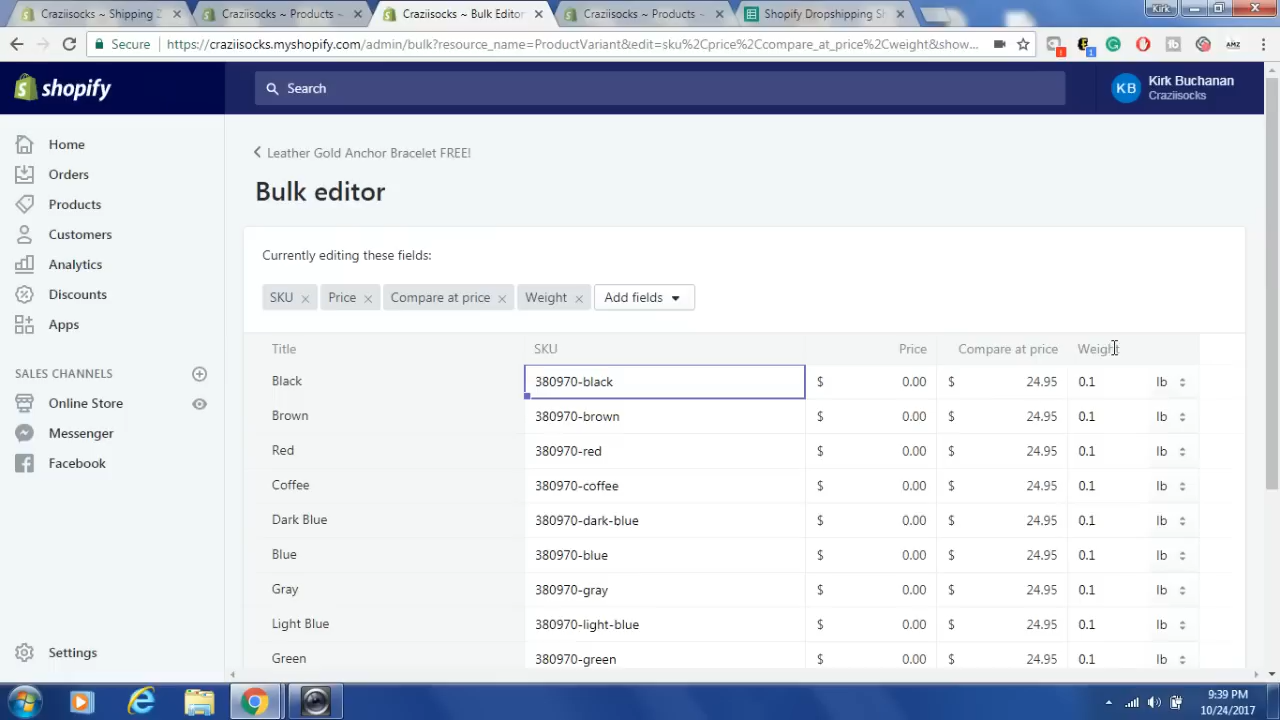 Craziisocks ~ Shipping Z
Craziisocks ~ Products ~
Craziisocks ~ Bulk Editor
Craziisocks ~ Products ~
Shopify Dropshipping Sh
Kirk
Secure
https://craziisocks.myshopify.com/admin/bulk?resource_name=ProductVariant&edit=sku%2Cprice%2Ccompare_at_price%2Cweight&show...
AMZ
shopify
Search
KB
Kirk Buchanan
Craziisocks
Home
Orders
Products
Customers
Analytics
Discounts
Apps
SALES CHANNELS
Online Store
Messenger
Facebook
Settings
Leather Gold Anchor Bracelet FREE!
Bulk editor
Currently editing these fields:
SKU × Price × Compare at price × Weight × Add fields
Title SKU Price Compare at price Weight
Black 380970-black $ 0.00 $ 24.95 0.1 lb
Brown 380970-brown $ 0.00 $ 24.95 0.1 lb
Red 380970-red $ 0.00 $ 24.95 0.1 lb
Coffee 380970-coffee $ 0.00 $ 24.95 0.1 lb
Dark Blue 380970-dark-blue $ 0.00 $ 24.95 0.1 lb
Blue 380970-blue $ 0.00 $ 24.95 0.1 lb
Gray 380970-gray $ 0.00 $ 24.95 0.1 lb
Light Blue 380970-light-blue $ 0.00 $ 24.95 0.1 lb
Green 380970-green $ 0.00 $ 24.95 0.1 lb
9:39 PM
10/24/2017